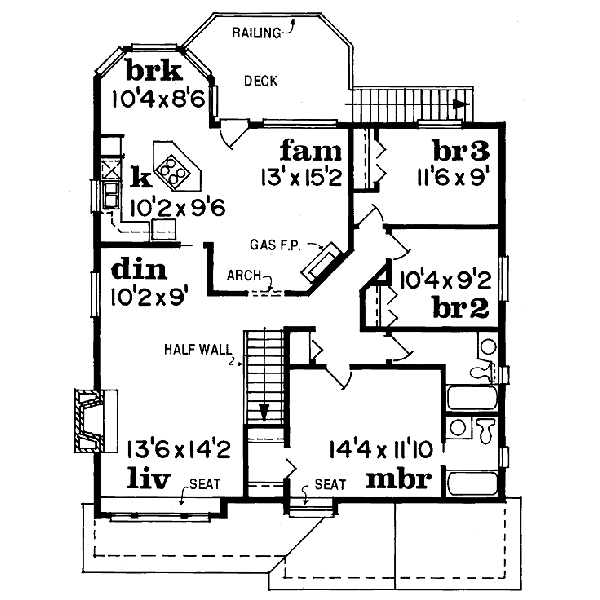 RAILING
DECK
brk
10'4 x 8'6
fam
13' x 15'2
br3
11'6 x 9'
k
10'2 x 9'6
GAS F.P.
ARCH
din
10'2 x 9'
10'4 x 9'2
br2
HALF WALL
2
13'6 x 14'2
liv
SEAT
14'4 x 11'10
mbr
SEAT